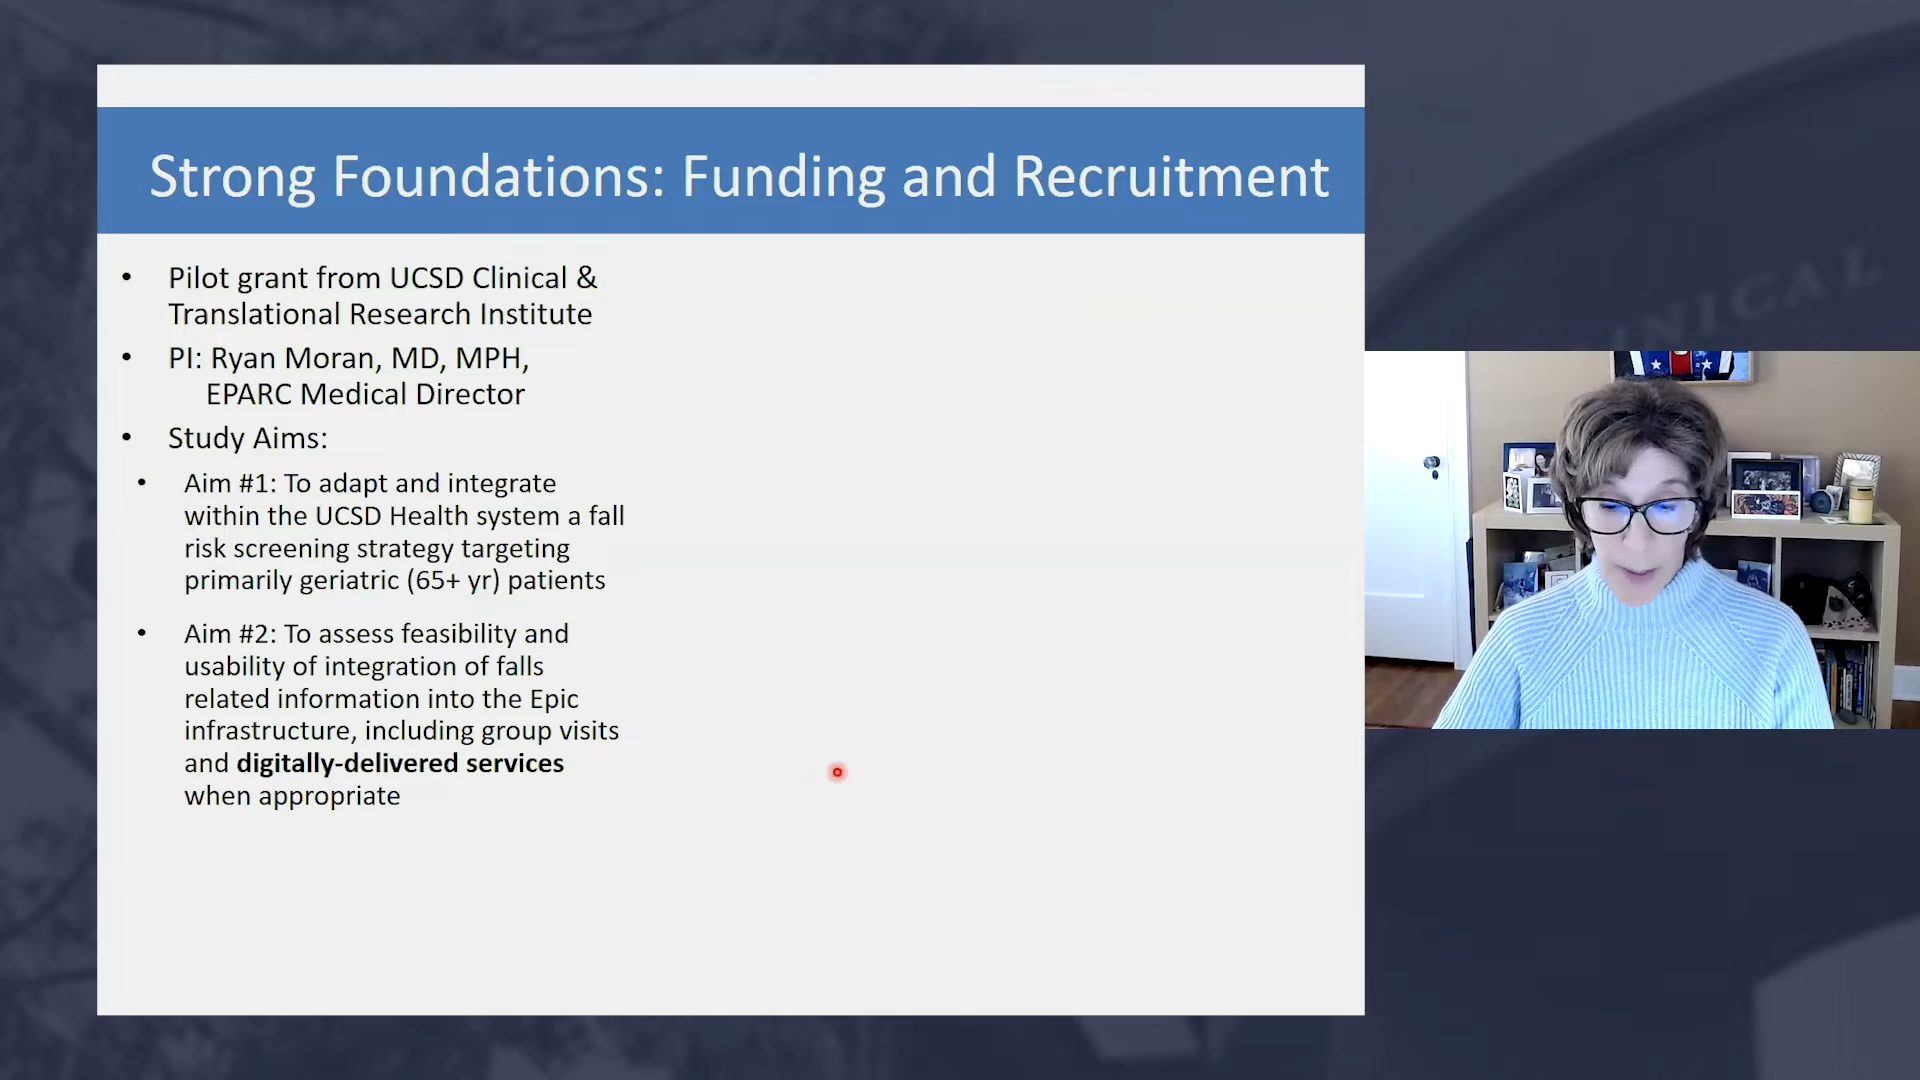 Strong Foundations: Funding and Recruitment
• Pilot grant from UCSD Clinical &
Translational Research Institute
• PI: Ryan Moran, MD, MPH,
EPARC Medical Director
• Study Aims:
• Aim #1: To adapt and integrate
within the UCSD Health system a fall
risk screening strategy targeting
primarily geriatric (65+ yr) patients
• Aim #2: To assess feasibility and
usability of integration of falls
related information into the Epic
infrastructure, including group visits
and digitally-delivered services
when appropriate
INICAL